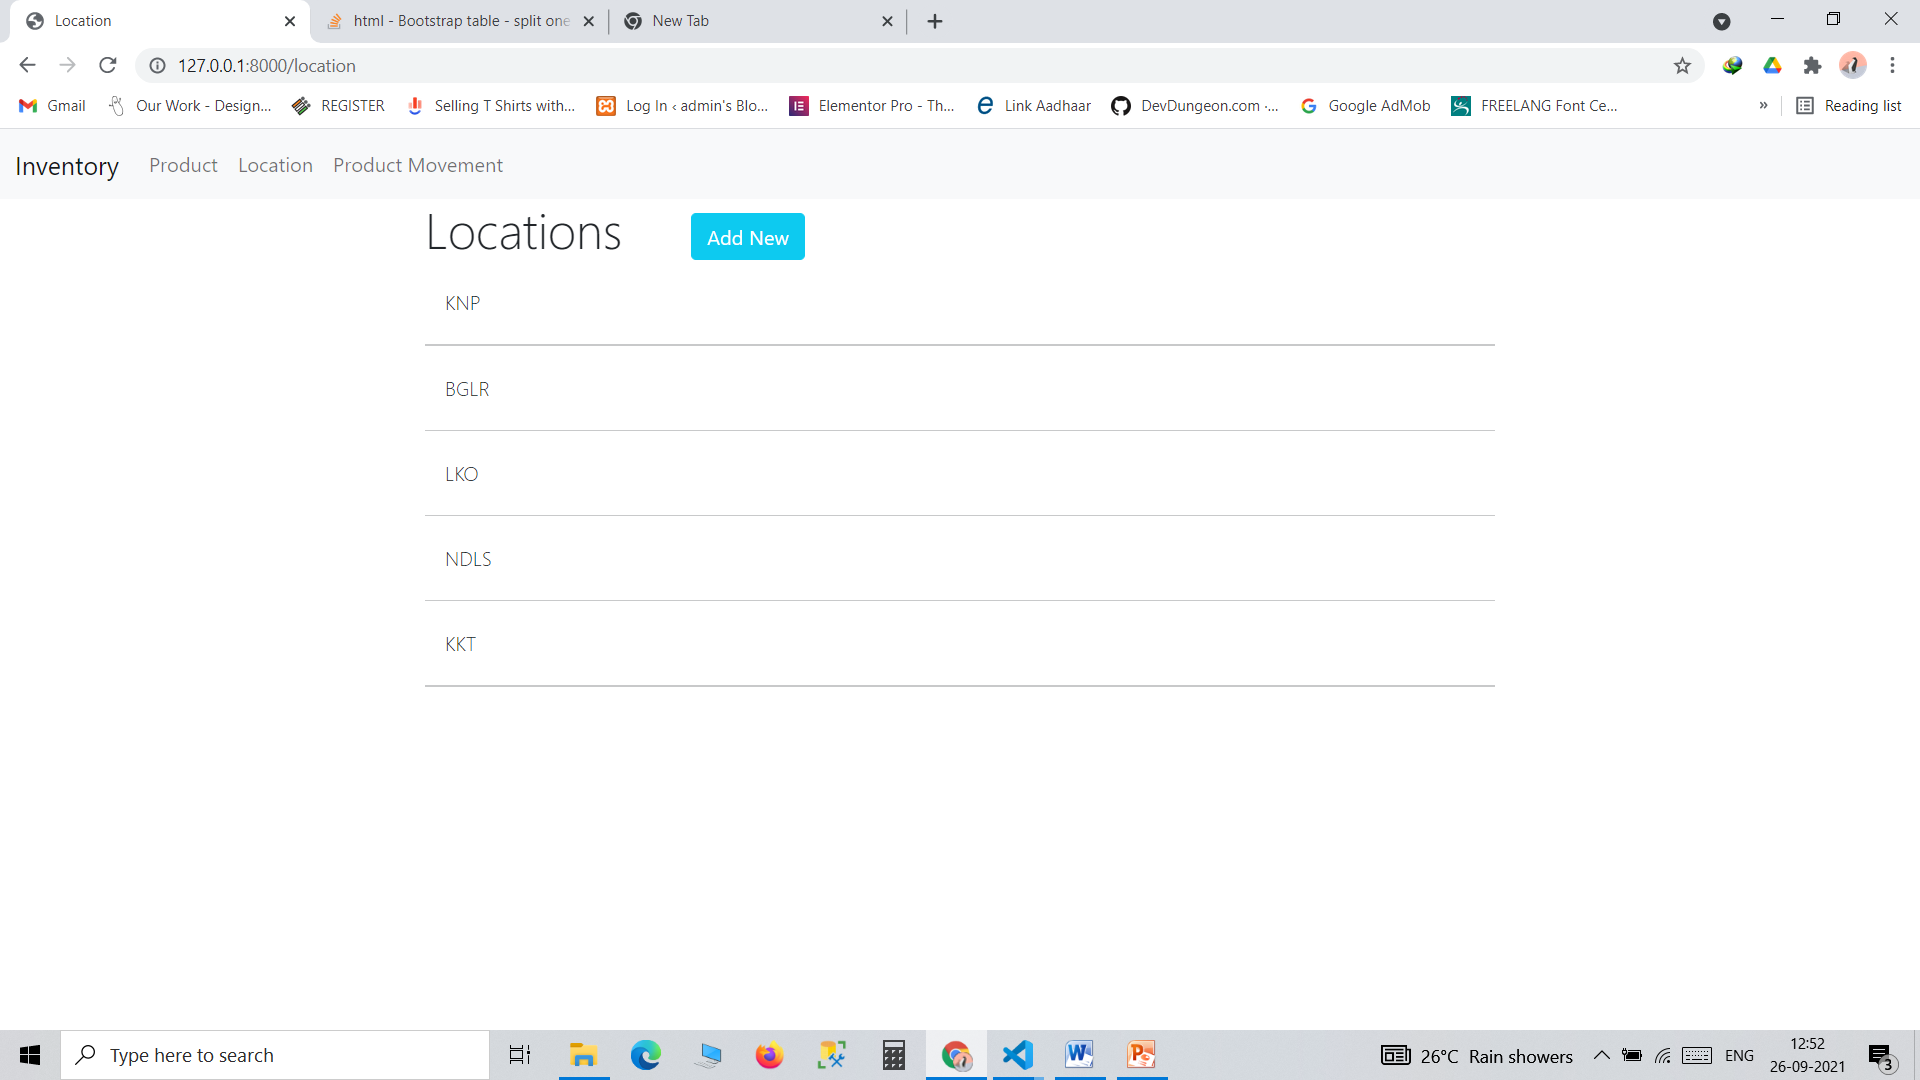 Location
html - Bootstrap table - split one
New Tab
127.0.0.1:8000/location
Gmail
Our Work - Design...
REGISTER
Selling T Shirts with...
Log In ‹ admin's Blo...
Elementor Pro - Th...
Link Aadhaar
DevDungeon.com -...
Google AdMob
FREELANG Font Ce...
»
Reading list
Inventory
Product
Location
Product Movement
Locations
Add New
KNP
BGLR
LKO
NDLS
KKT
Type here to search
26°C Rain showers
ENG
12:52
26-09-2021
3